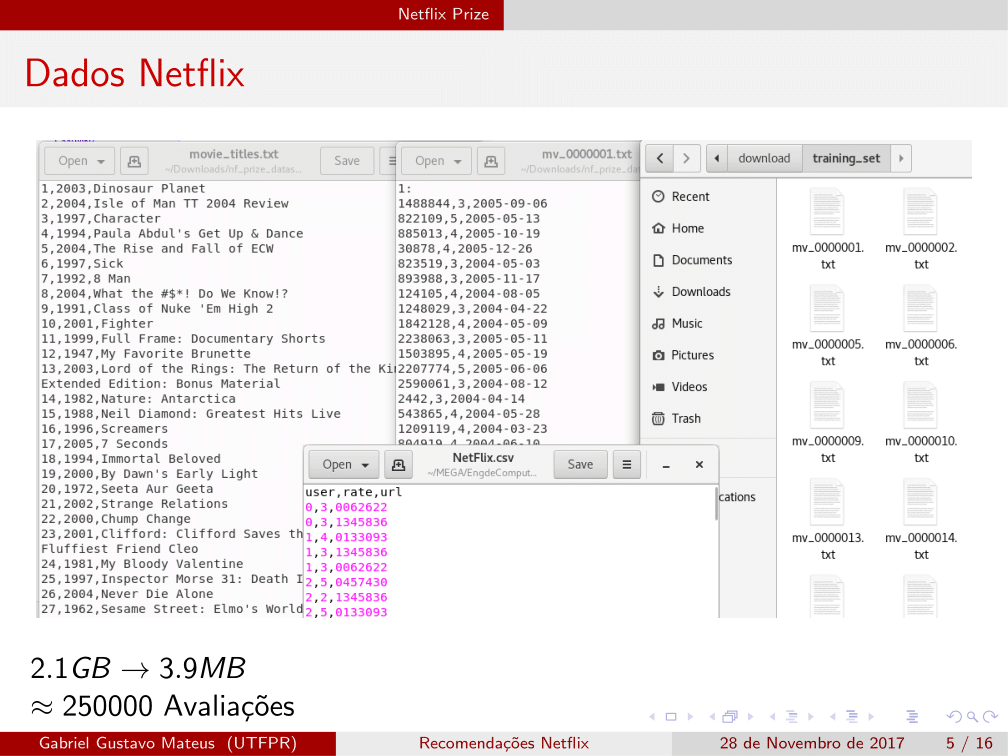 Netflix Prize
Dados Netflix
Open
movie_titles.txt
~/Downloads/nf_prize_datas...
Save
1,2003,Dinosaur Planet
2,2004,Isle of Man TT 2004 Review
3,1997,Character
4,1994,Paula Abdul's Get Up & Dance
5,2004,The Rise and Fall of ECW
6,1997,Sick
7,1992,8 Man
8,2004,What the #$*! Do We Know!?
9,1991,Class of Nuke 'Em High 2
10,2001,Fighter
11,1999,Full Frame: Documentary Shorts
12,1947,My Favorite Brunette
13,2003,Lord of the Rings: The Return of the Ki
Extended Edition: Bonus Material
14,1982,Nature: Antarctica
15,1988,Neil Diamond: Greatest Hits Live
16,1996,Screamers
17,2005,7 Seconds
18,1994,Immortal Beloved
19,2000,By Dawn's Early Light
20,1972,Seeta Aur Geeta
21,2002,Strange Relations
22,2000,Chump Change
23,2001,Clifford: Clifford Saves th
Fluffiest Friend Cleo
24,1981,My Bloody Valentine
25,1997,Inspector Morse 31: Death I
26,2004,Never Die Alone
27,1962,Sesame Street: Elmo's World
Open
mv_0000001.txt
~/Downloads/nf_prize_da
1:
1488844,3,2005-09-06
822109,5,2005-05-13
885013,4,2005-10-19
30878,4,2005-12-26
823519,3,2004-05-03
893988,3,2005-11-17
124105,4,2004-08-05
1248029,3,2004-04-22
1842128,4,2004-05-09
2238063,3,2005-05-11
1503895,4,2005-05-19
2207774,5,2005-06-06
2590061,3,2004-08-12
2442,3,2004-04-14
543865,4,2004-05-28
1209119,4,2004-03-23
804919,4,2004-06-10
Open
NetFlix.csv
~/MEGA/EngdeComput...
Save
user,rate,url
0,3,0062622
0,3,1345836
1,4,0133093
1,3,1345836
1,3,0062622
2,5,0457430
2,2,1345836
2,5,0133093
download
training_set
Recent
Home
Documents
Downloads
Music
Pictures
Videos
Trash
cations
mv_0000001.
txt
mv_0000002.
txt
mv_0000005.
txt
mv_0000006.
txt
mv_0000009.
txt
mv_0000010.
txt
mv_0000013.
txt
mv_0000014.
txt
2.1GB → 3.9MB
≈ 250000 Avaliações
Gabriel Gustavo Mateus (UTFPR)
Recomendações Netflix
28 de Novembro de 2017
5 / 16